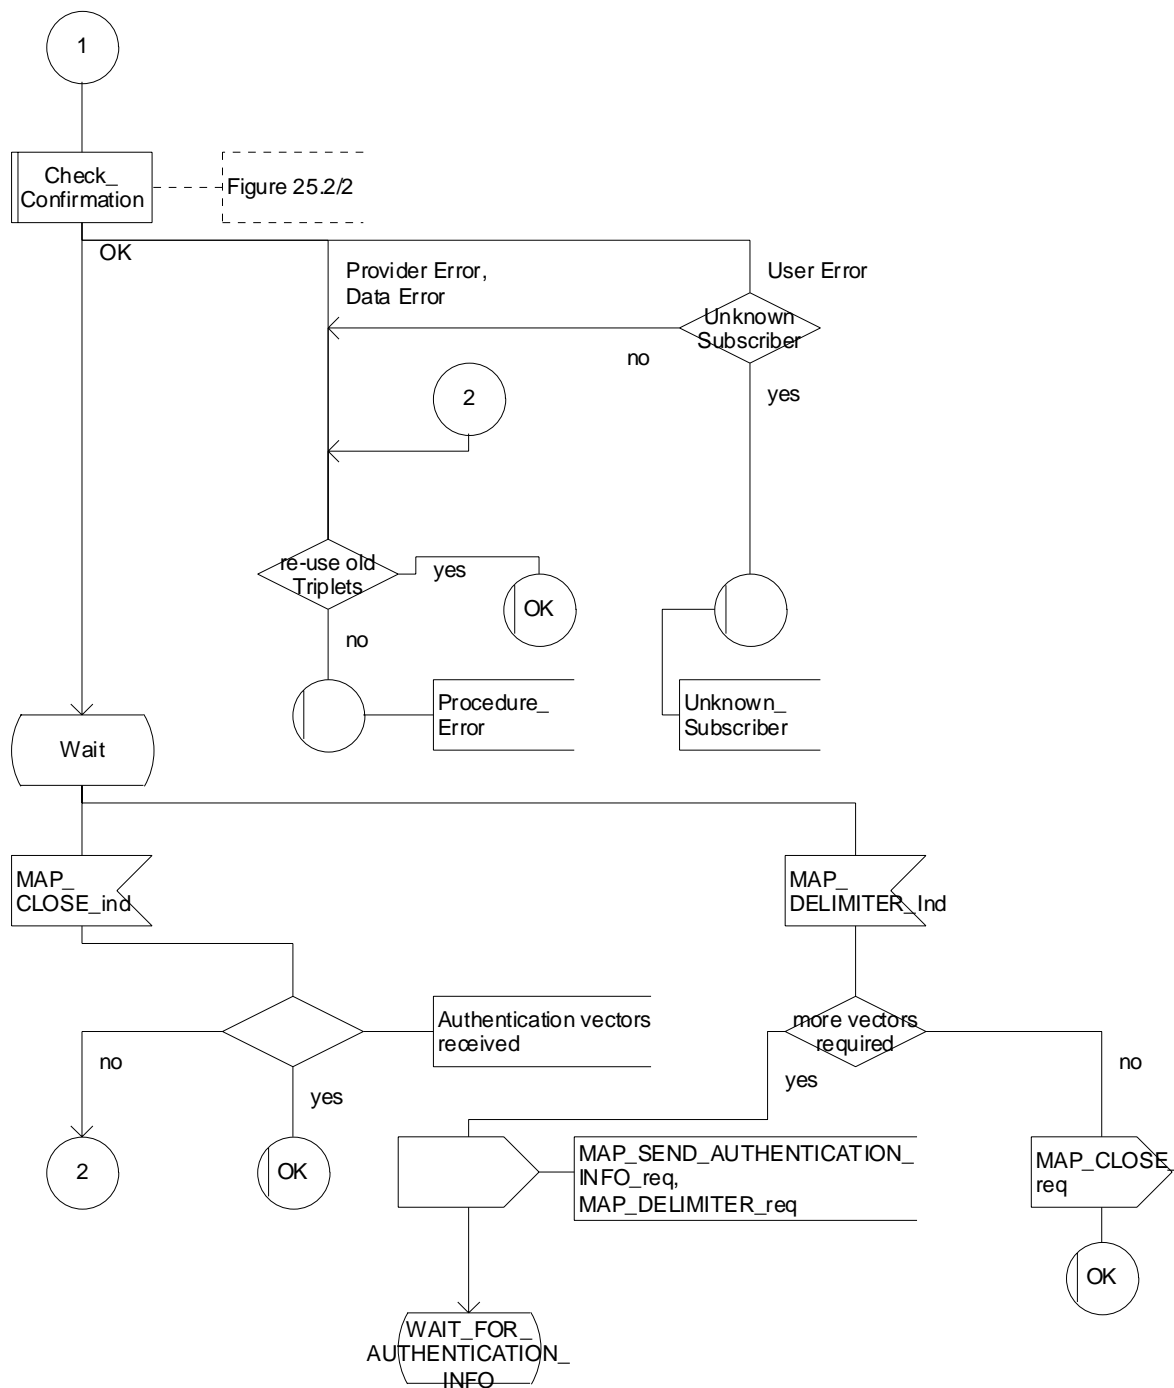 1
Check_
Confirmation
Figure 25.2/2
OK
Provider Error,
Data Error
User Error
Unknown
Subscriber
no
yes
2
re-use old
Triplets
yes
OK
no
Procedure_
Error
Unknown_
Subscriber
Wait
MAP_
CLOSE_ind
MAP_
DELIMITER_Ind
Authentication vectors
received
more vectors
required
no
yes
yes
no
2
OK
MAP_SEND_AUTHENTICATION_
INFO_req,
MAP_DELIMITER_req
MAP_CLOSE_
req
OK
WAIT_FOR_
AUTHENTICATION_
INFO